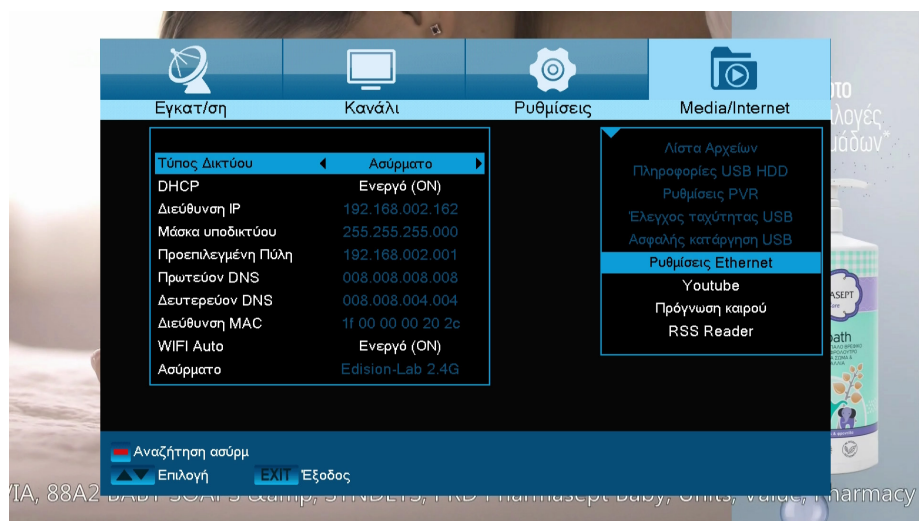 Εγκατ/ση
Κανάλι
Ρυθμίσεις
Media/Internet
Τύπος Δικτύου Ασύρματο
DHCP Ενεργό (ON)
Διεύθυνση IP 192.168.002.162
Μάσκα υποδικτύου 255.255.255.000
Προεπιλεγμένη Πύλη 192.168.002.001
Πρωτεύον DNS 008.008.008.008
Δευτερεύον DNS 008.008.004.004
Διεύθυνση MAC 1f 00 00 00 20 2c
WIFI Auto Ενεργό (ON)
Ασύρματο Edision-Lab 2.4G
Λίστα Αρχείων
Πληροφορίες USB HDD
Ρυθμίσεις PVR
Έλεγχος ταχύτητας USB
Ασφαλής κατάργηση USB
Ρυθμίσεις Ethernet
Youtube
Πρόγνωση καιρού
RSS Reader
Αναζήτηση ασύρμ
Επιλογή EXIT Έξοδος